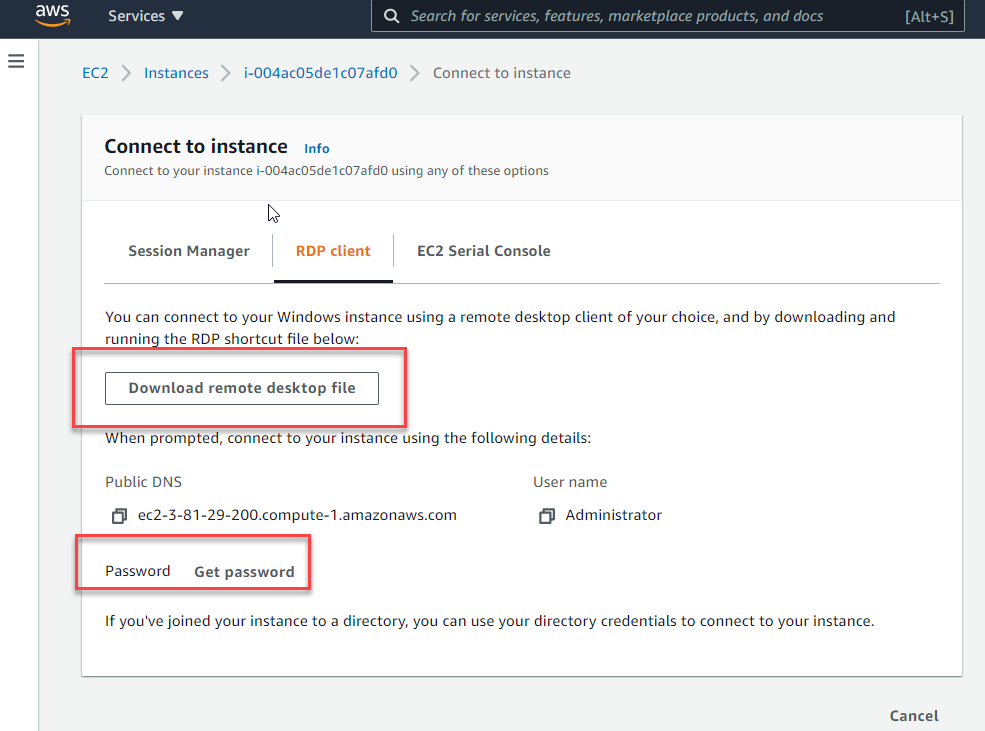 aws
Services
Search for services, features, marketplace products, and docs
[Alt+S]
EC2
Instances
i-004ac05de1c07afd0
Connect to instance
Connect to instance Info
Connect to your instance i-004ac05de1c07afd0 using any of these options
Session Manager
RDP client
EC2 Serial Console
You can connect to your Windows instance using a remote desktop client of your choice, and by downloading and
running the RDP shortcut file below:
Download remote desktop file
When prompted, connect to your instance using the following details:
Public DNS
User name
ec2-3-81-29-200.compute-1.amazonaws.com
Administrator
Password Get password
If you've joined your instance to a directory, you can use your directory credentials to connect to your instance.
Cancel